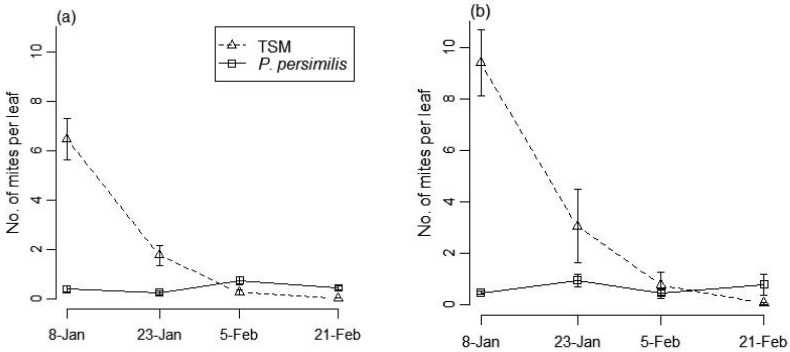 (a)
TSM
P. persimilis
No. of mites per leaf
10
8
6
4
2
0
8-Jan 23-Jan 5-Feb 21-Feb
(b)
No. of mites per leaf
10
8
6
4
2
0
8-Jan 23-Jan 5-Feb 21-Feb